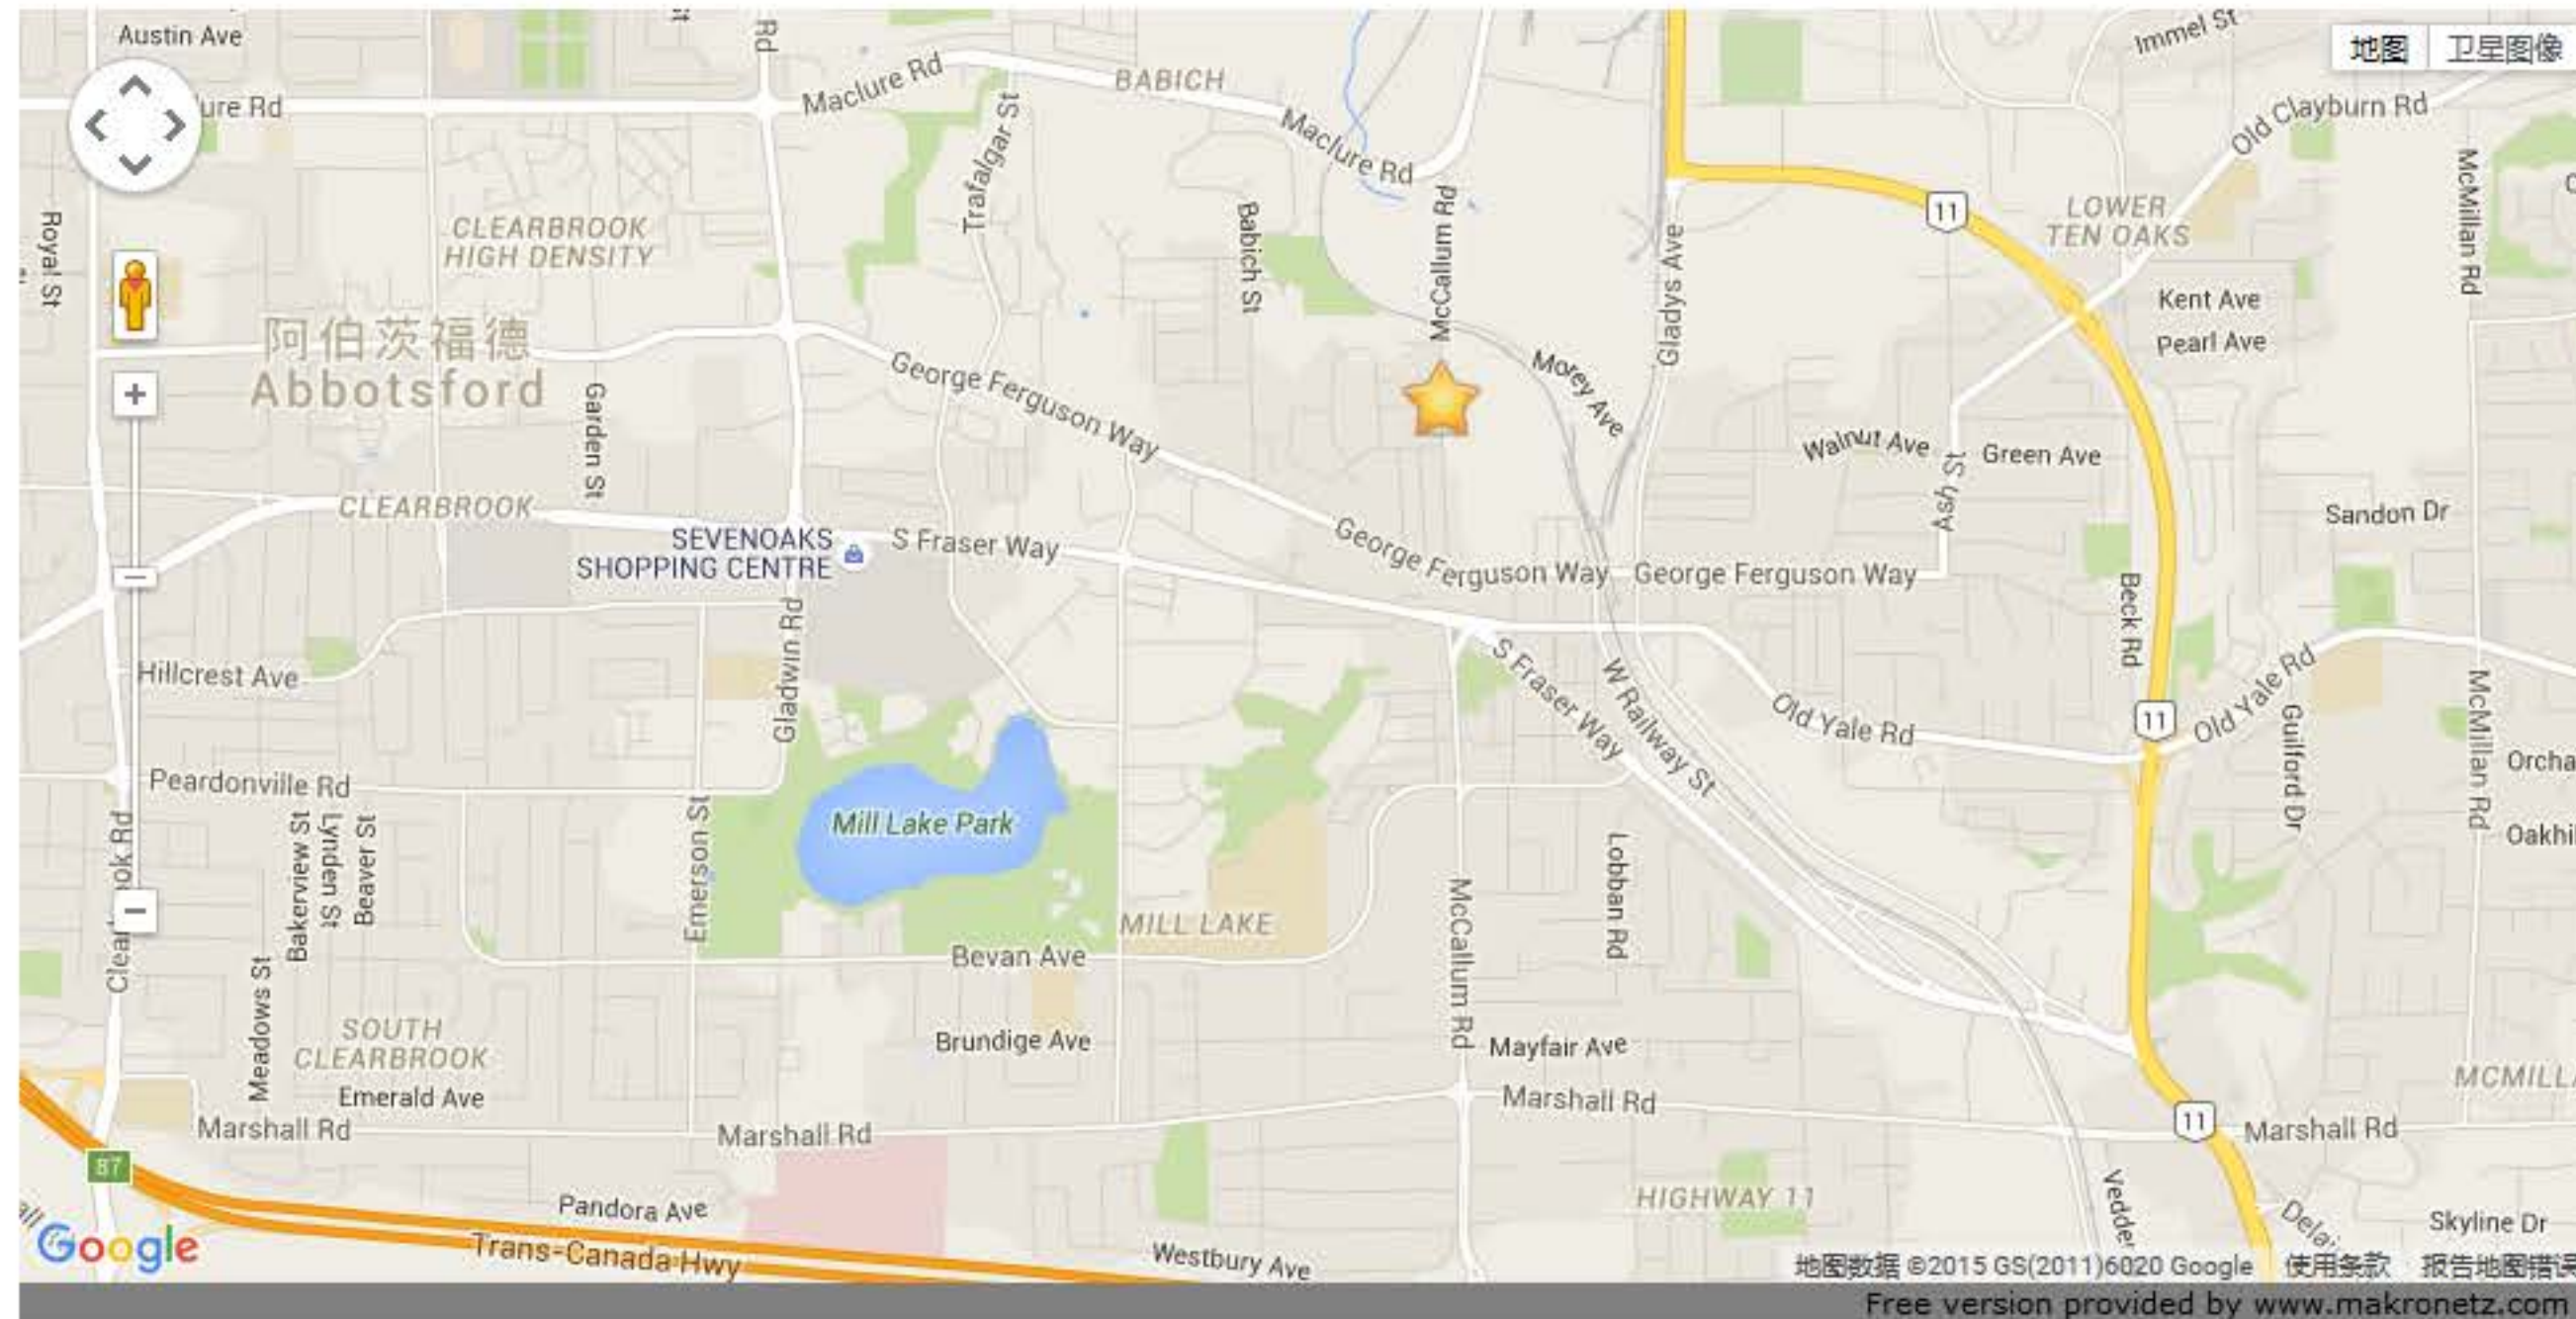 Austin Ave
Rd
Immel St
地图
卫星图像
Maclure Rd
BABICH
Old Clayburn Rd
lure Rd
Trafalgar St
Maclure Rd
McMillan Rd
Royal St
CLEARBROOK
HIGH DENSITY
Babich St
McCallum Rd
Gladys Ave
11
LOWER
TEN OAKS
Kent Ave
Pearl Ave
阿伯茨福德
Abbotsford
Garden St
George Ferguson Way
Morey Ave
Walnut Ave
Green Ave
Ash St
CLEARBROOK
SEVENOAKS
SHOPPING CENTRE
S Fraser Way
George Ferguson Way
George Ferguson Way
Sandon Dr
Beck Rd
Hillcrest Ave
Gladwin Rd
S Fraser Way
W Railway St
Old Yale Rd
11
Old Yale Rd
Guilford Dr
McMillan Rd
Orcha
Peardonville Rd
Mill Lake Park
Oakhi
Bakerview St
Lynden St
Beaver St
Emerson St
Lobban Rd
MILL LAKE
McCallum Rd
Bevan Ave
Meadows St
SOUTH
CLEARBROOK
Brundige Ave
Mayfair Ave
MCMILL
Emerald Ave
Marshall Rd
Marshall Rd
Marshall Rd
11
Marshall Rd
87
Pandora Ave
HIGHWAY 11
Vedder
Skyline Dr
Google
Trans-Canada Hwy
Westbury Ave
地图数据 ©2015 GS(2011)6020 Google
使用条款
报告地图错误
Free version provided by www.makronetz.com